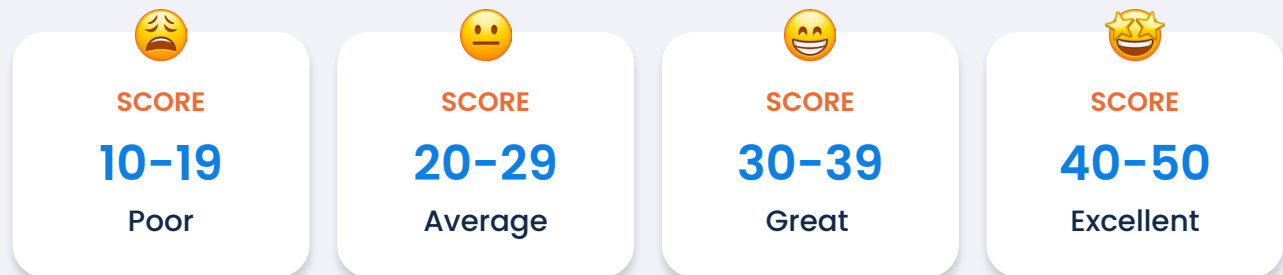 SCORE
10-19
Poor
SCORE
20-29
Average
SCORE
30-39
Great
SCORE
40-50
Excellent